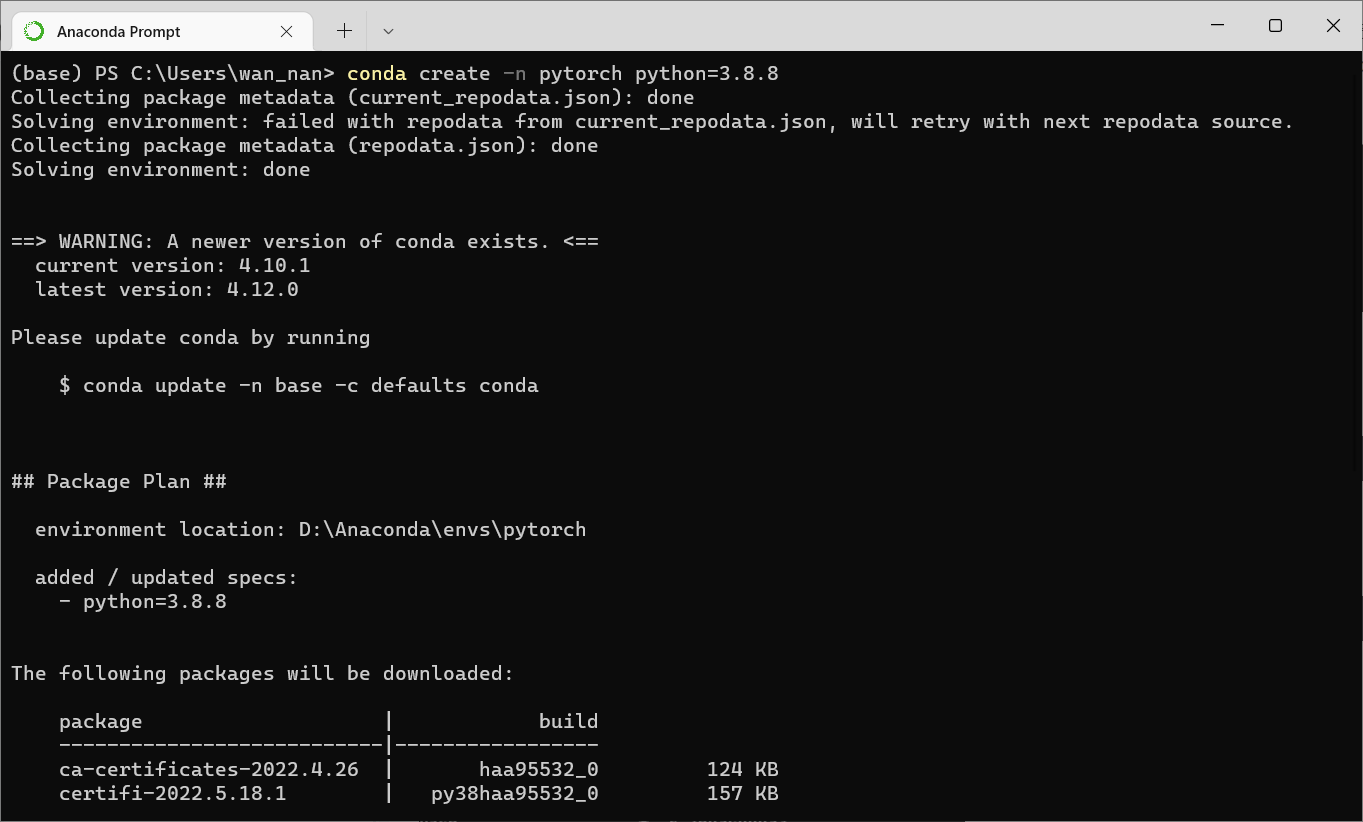 Anaconda Prompt
(base) PS C:\Users\wan_nan> conda create -n pytorch python=3.8.8
Collecting package metadata (current_repodata.json): done
Solving environment: failed with repodata from current_repodata.json, will retry with next repodata source.
Collecting package metadata (repodata.json): done
Solving environment: done
==> WARNING: A newer version of conda exists. <==
  current version: 4.10.1
  latest version: 4.12.0
Please update conda by running
    $ conda update -n base -c defaults conda
## Package Plan ##
  environment location: D:\Anaconda\envs\pytorch
  added / updated specs:
    - python=3.8.8
The following packages will be downloaded:
    package                    |            build
    ---------------------------|-----------------
    ca-certificates-2022.4.26  |       haa95532_0         124 KB
    certifi-2022.5.18.1        |   py38haa95532_0         157 KB